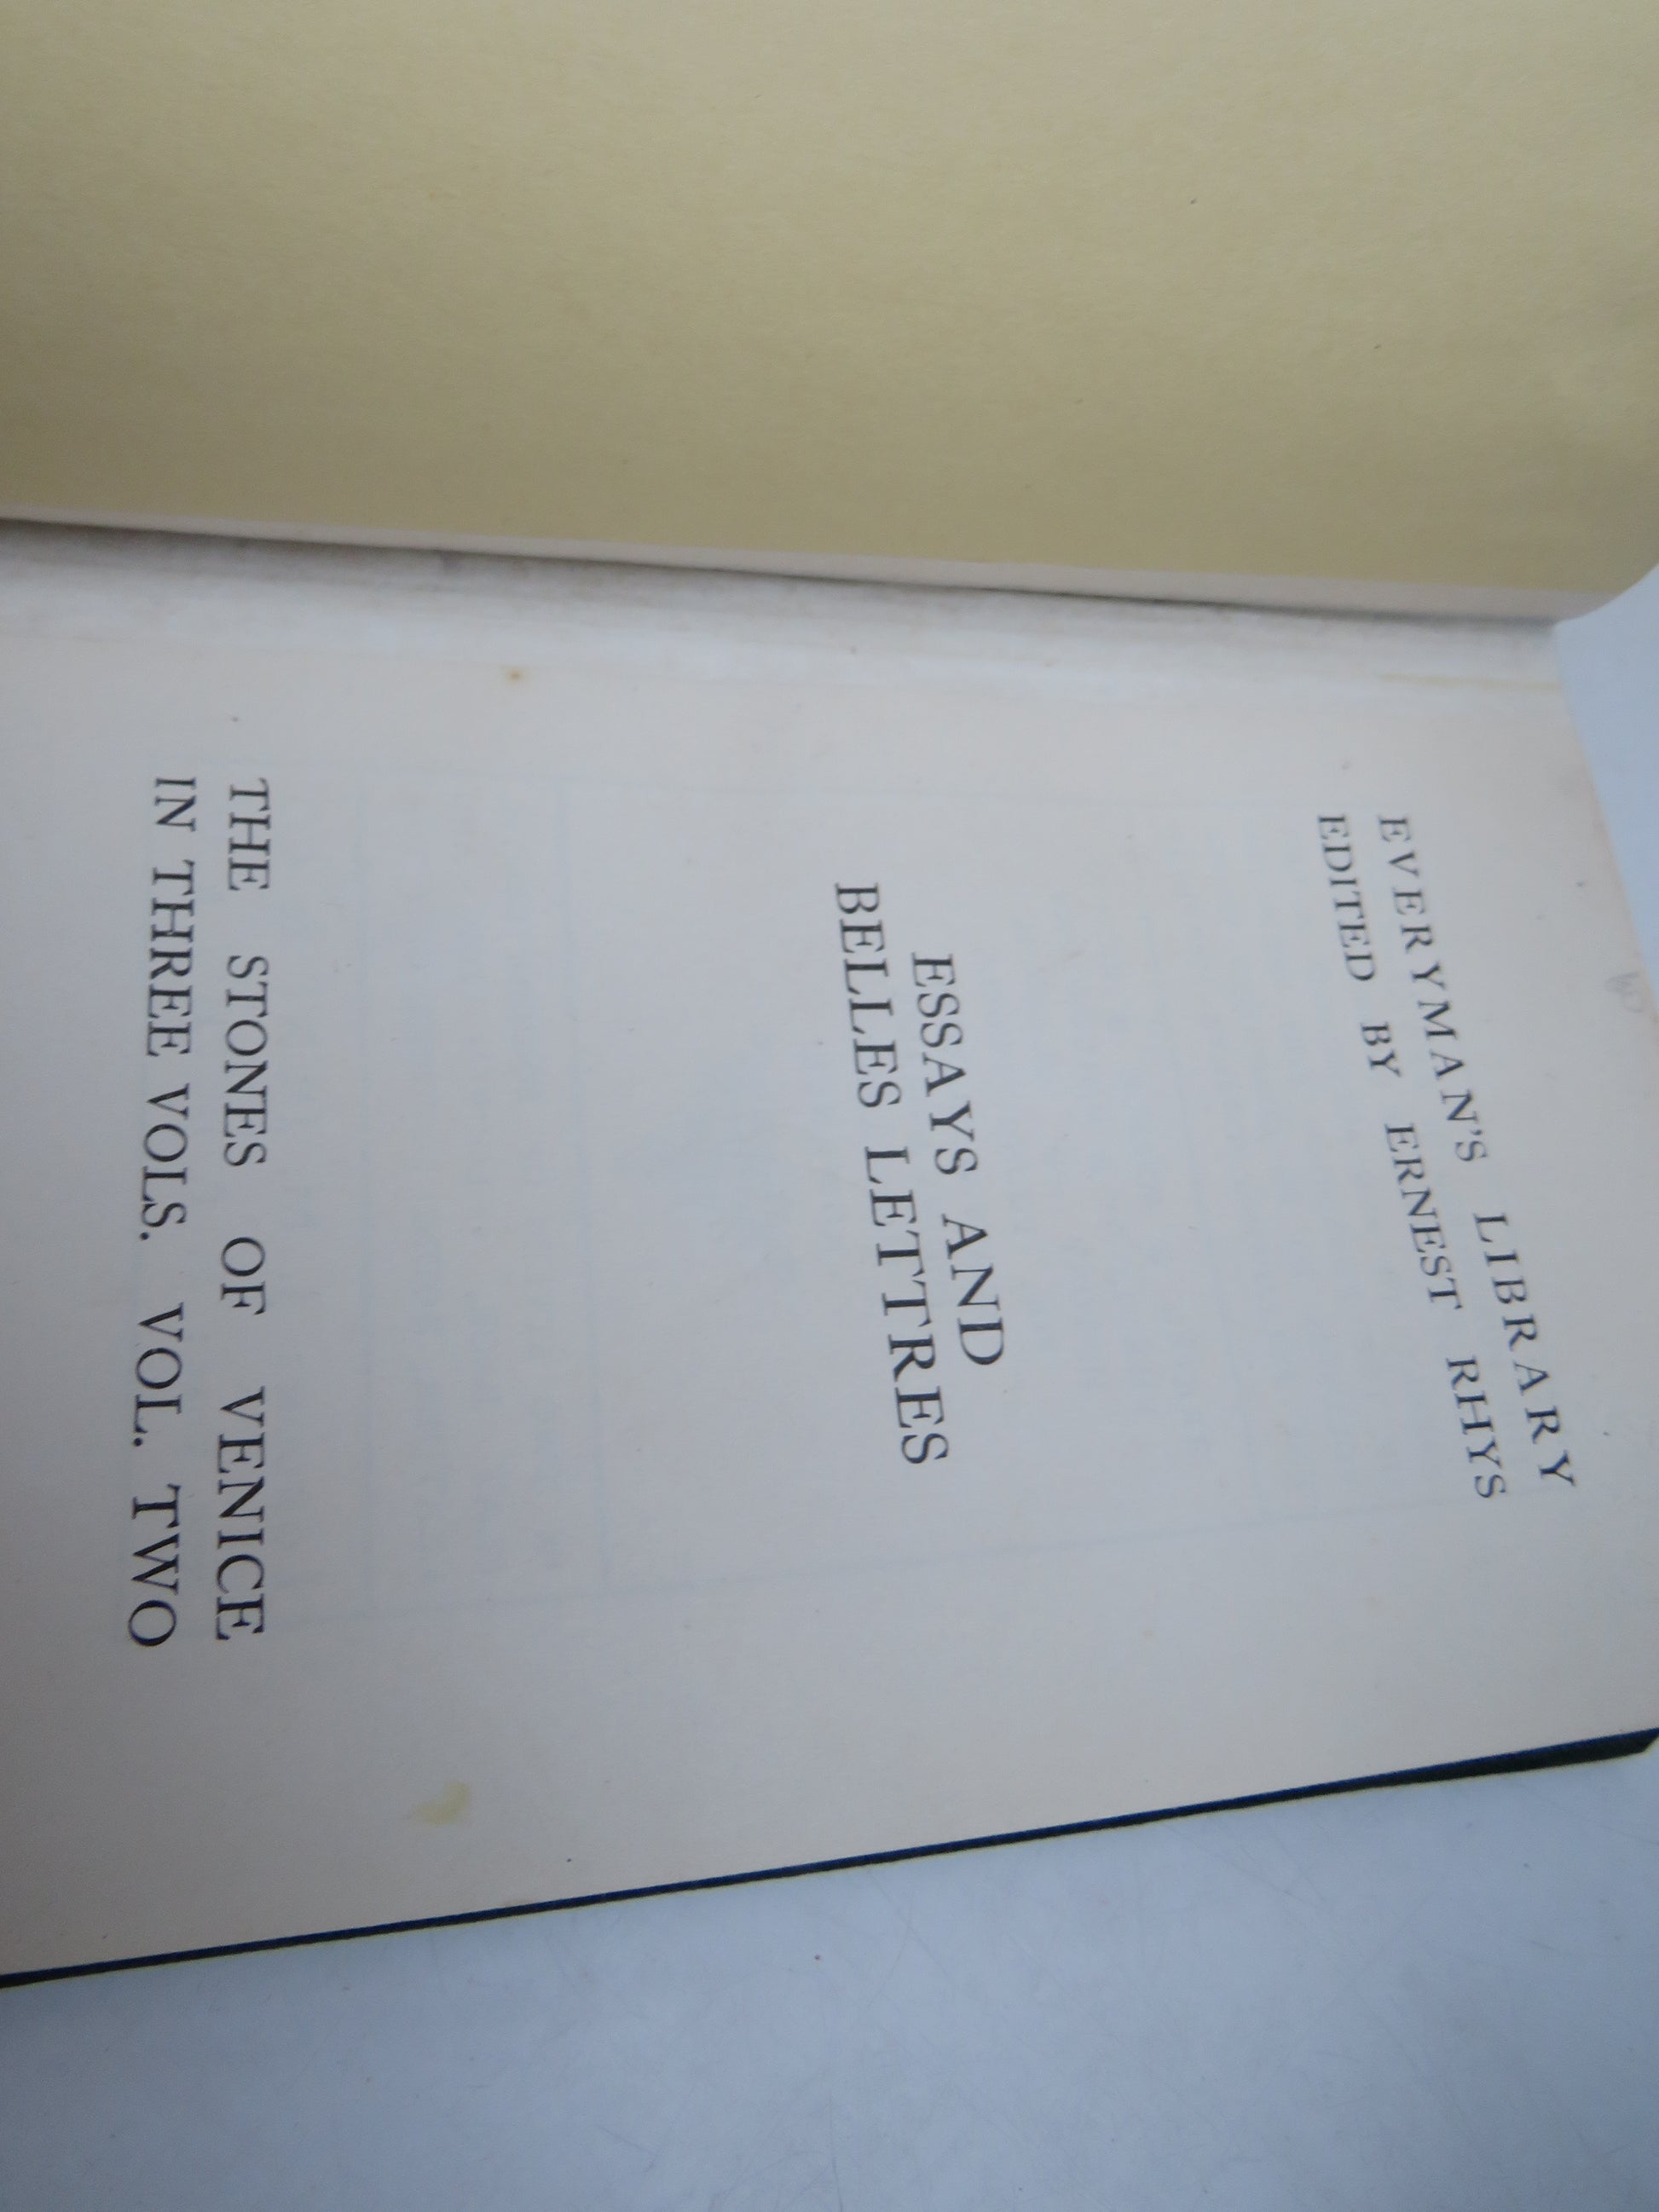 EVERYMAN'S LIBRARY
EDITED BY ERNEST RHYS
ESSAYS AND
BELLES LETTRES
THE STONES OF VENICE
IN THREE VOLS. VOL. TWO